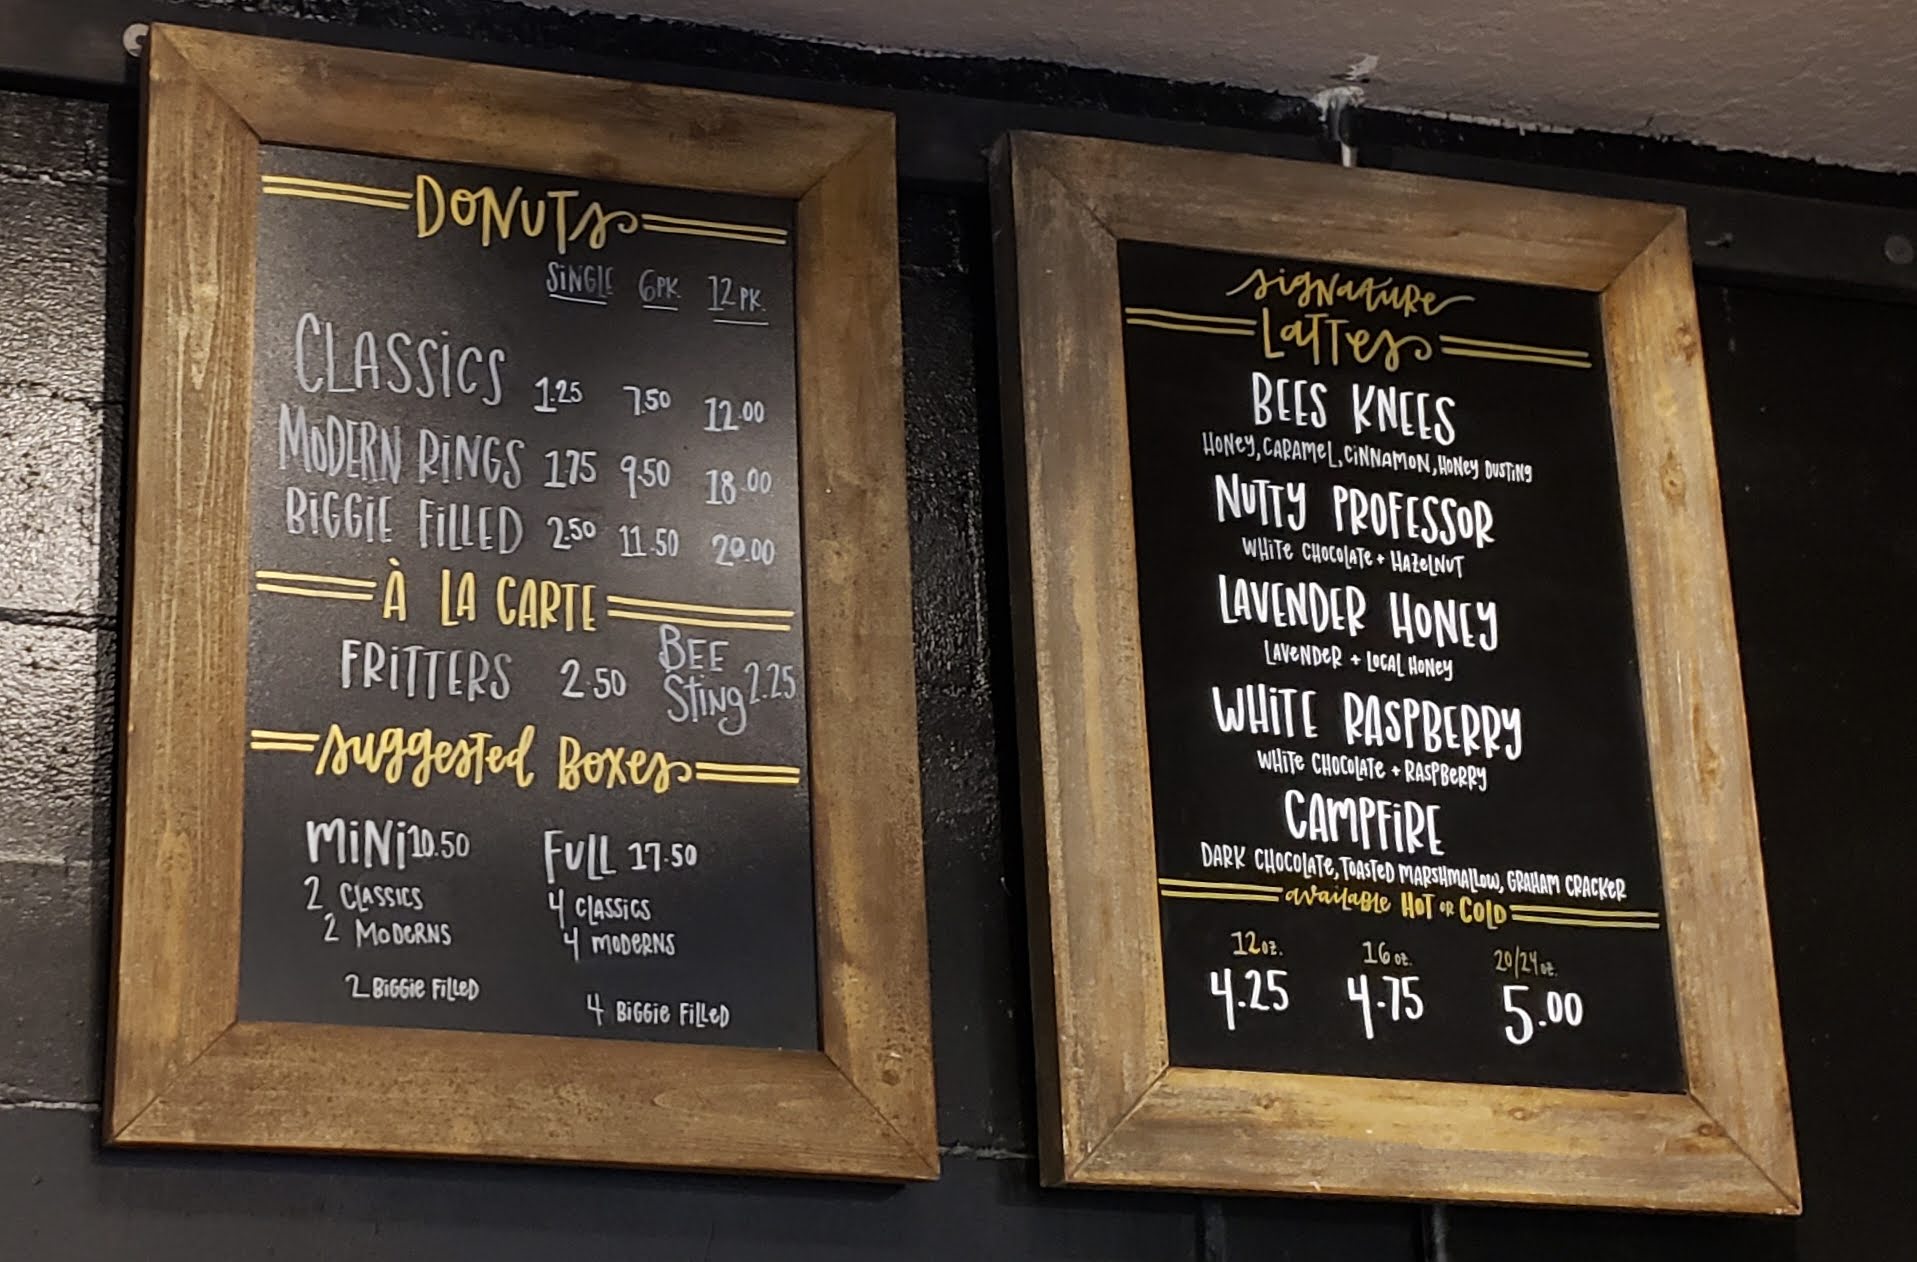 DONUTS
SINGLE 6PK 12PK.
CLASSICS 1.25 7.50 12.00
MODERN RINGS 1.75 9.50 18.00
BIGGIE FILLED 2.50 11.50 20.00
À LA CARTE
FRITTERS 2.50 BEE STING 2.25
SUGGESTED BOXES
MINI 10.50
2 CLASSICS
2 MODERNS
2 BIGGIE FILLED
FULL 17.50
4 CLASSICS
4 MODERNS
4 BIGGIE FILLED
SIGNATURE
LATTES
BEES KNEES
HONEY, CARAMEL, CINNAMON, HONEY DUSTING
NUTTY PROFESSOR
WHITE CHOCOLATE + HAZELNUT
LAVENDER HONEY
LAVENDER + LOCAL HONEY
WHITE RASPBERRY
WHITE CHOCOLATE + RASPBERRY
CAMPFIRE
DARK CHOCOLATE, TOASTED MARSHMALLOW, GRAHAM CRACKER
available HOT OR COLD
12oz. 16oz. 20/24oz.
4.25 4.75 5.00